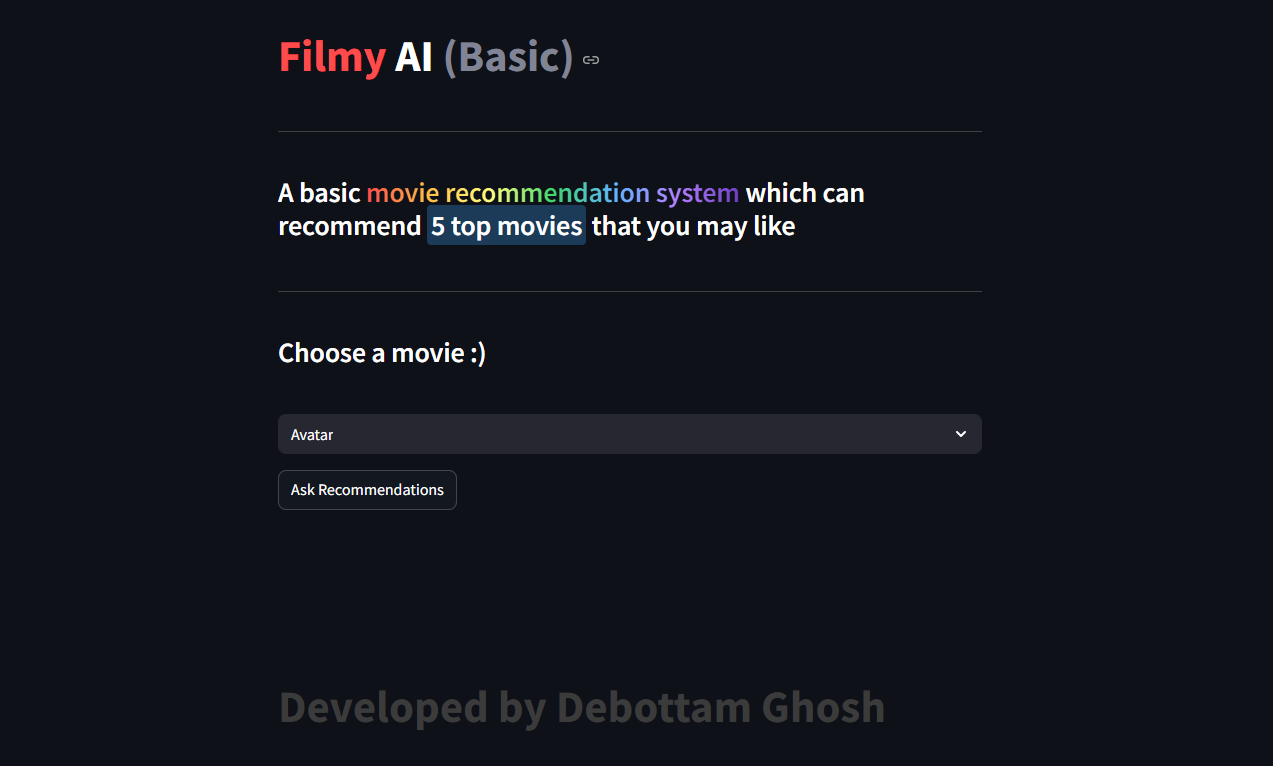 Filmy AI (Basic)
A basic movie recommendation system which can
recommend 5 top movies that you may like
Choose a movie :)
Avatar
Ask Recommendations
Developed by Debottam Ghosh